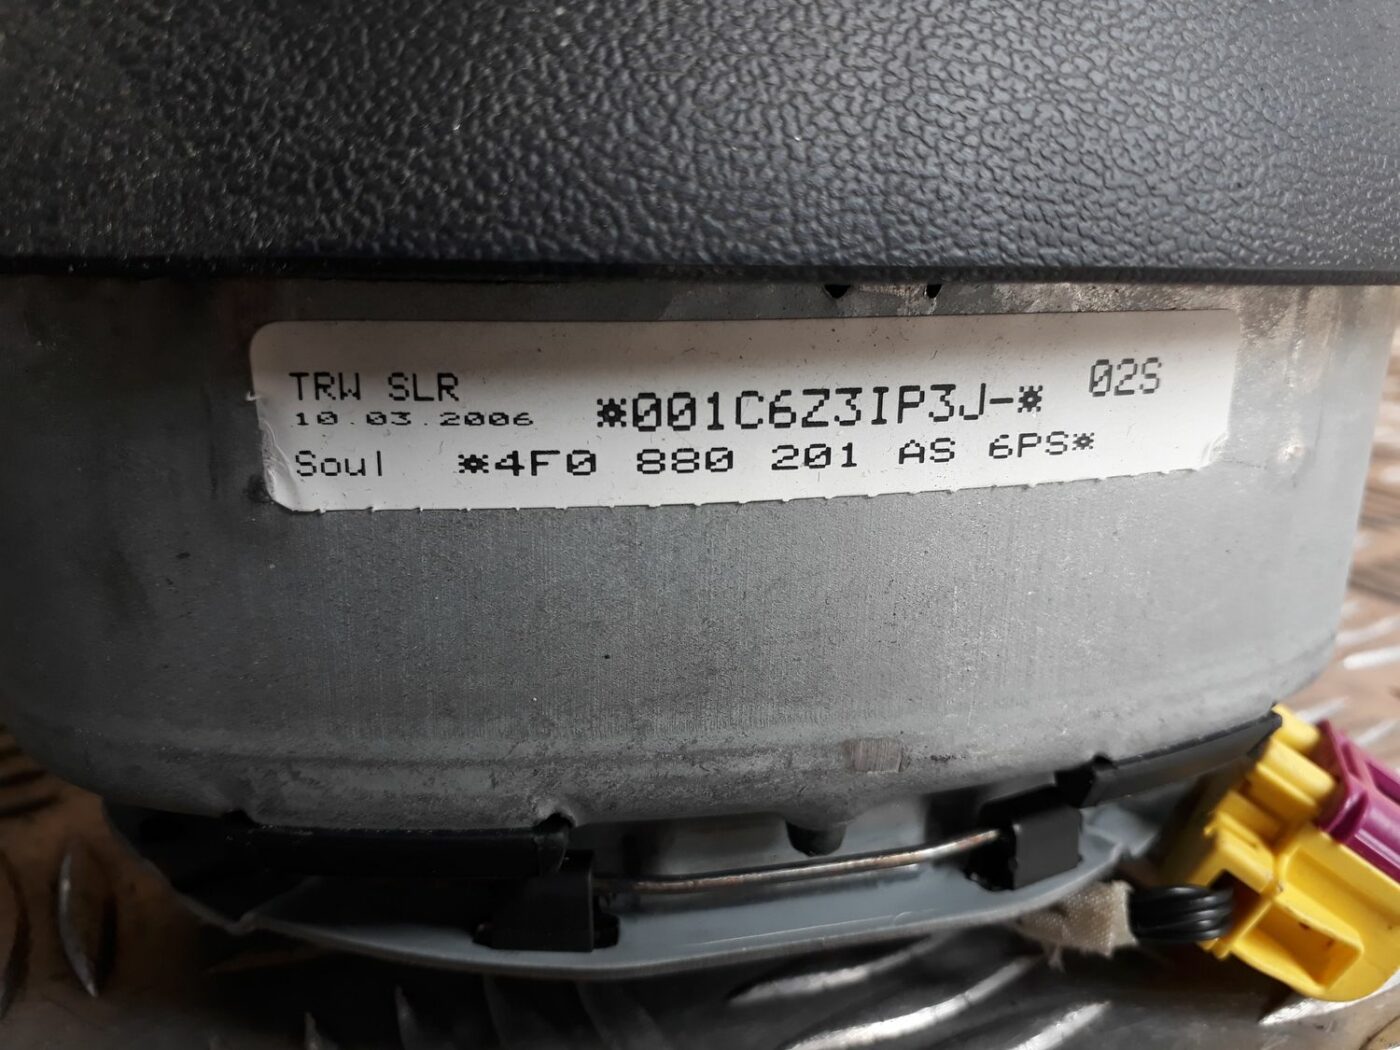 TRW SLR
10.03.2006
*001C6Z3IP3J-*
02S
Soul *4F0 880 201 AS 6PS*